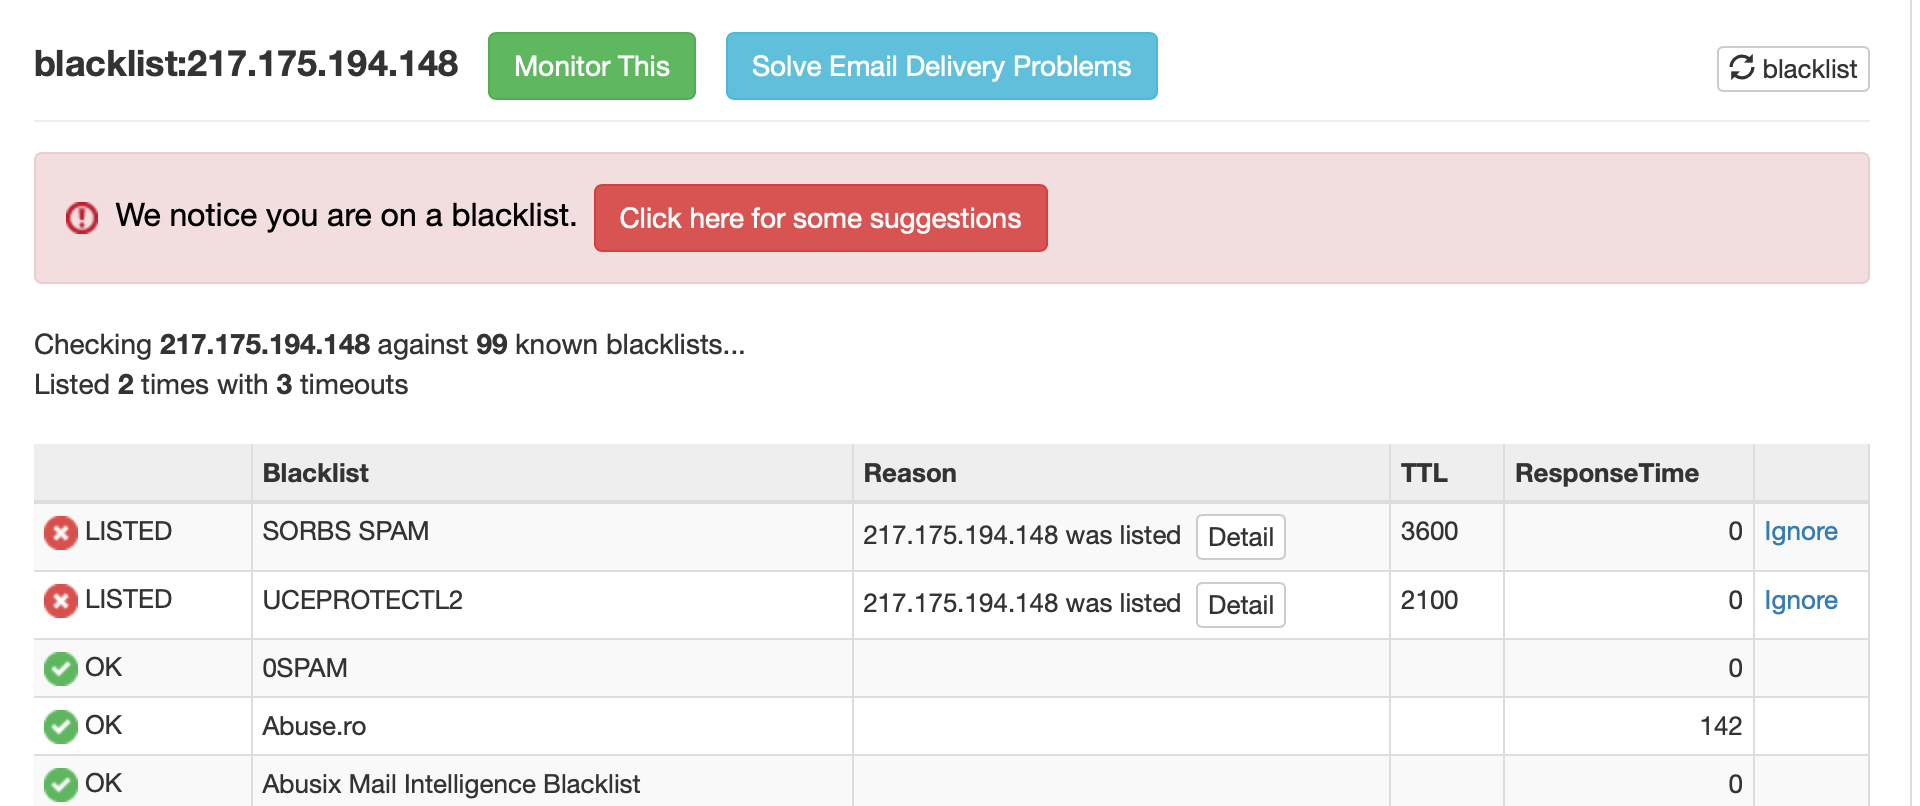 blacklist:217.175.194.148 Monitor This Solve Email Delivery Problems blacklist
We notice you are on a blacklist. Click here for some suggestions
Checking 217.175.194.148 against 99 known blacklists...
Listed 2 times with 3 timeouts
Blacklist Reason TTL ResponseTime
LISTED SORBS SPAM 217.175.194.148 was listed Detail 3600 0 Ignore
LISTED UCEPROTECTL2 217.175.194.148 was listed Detail 2100 0 Ignore
OK 0SPAM 0
OK Abuse.ro 142
OK Abusix Mail Intelligence Blacklist 0